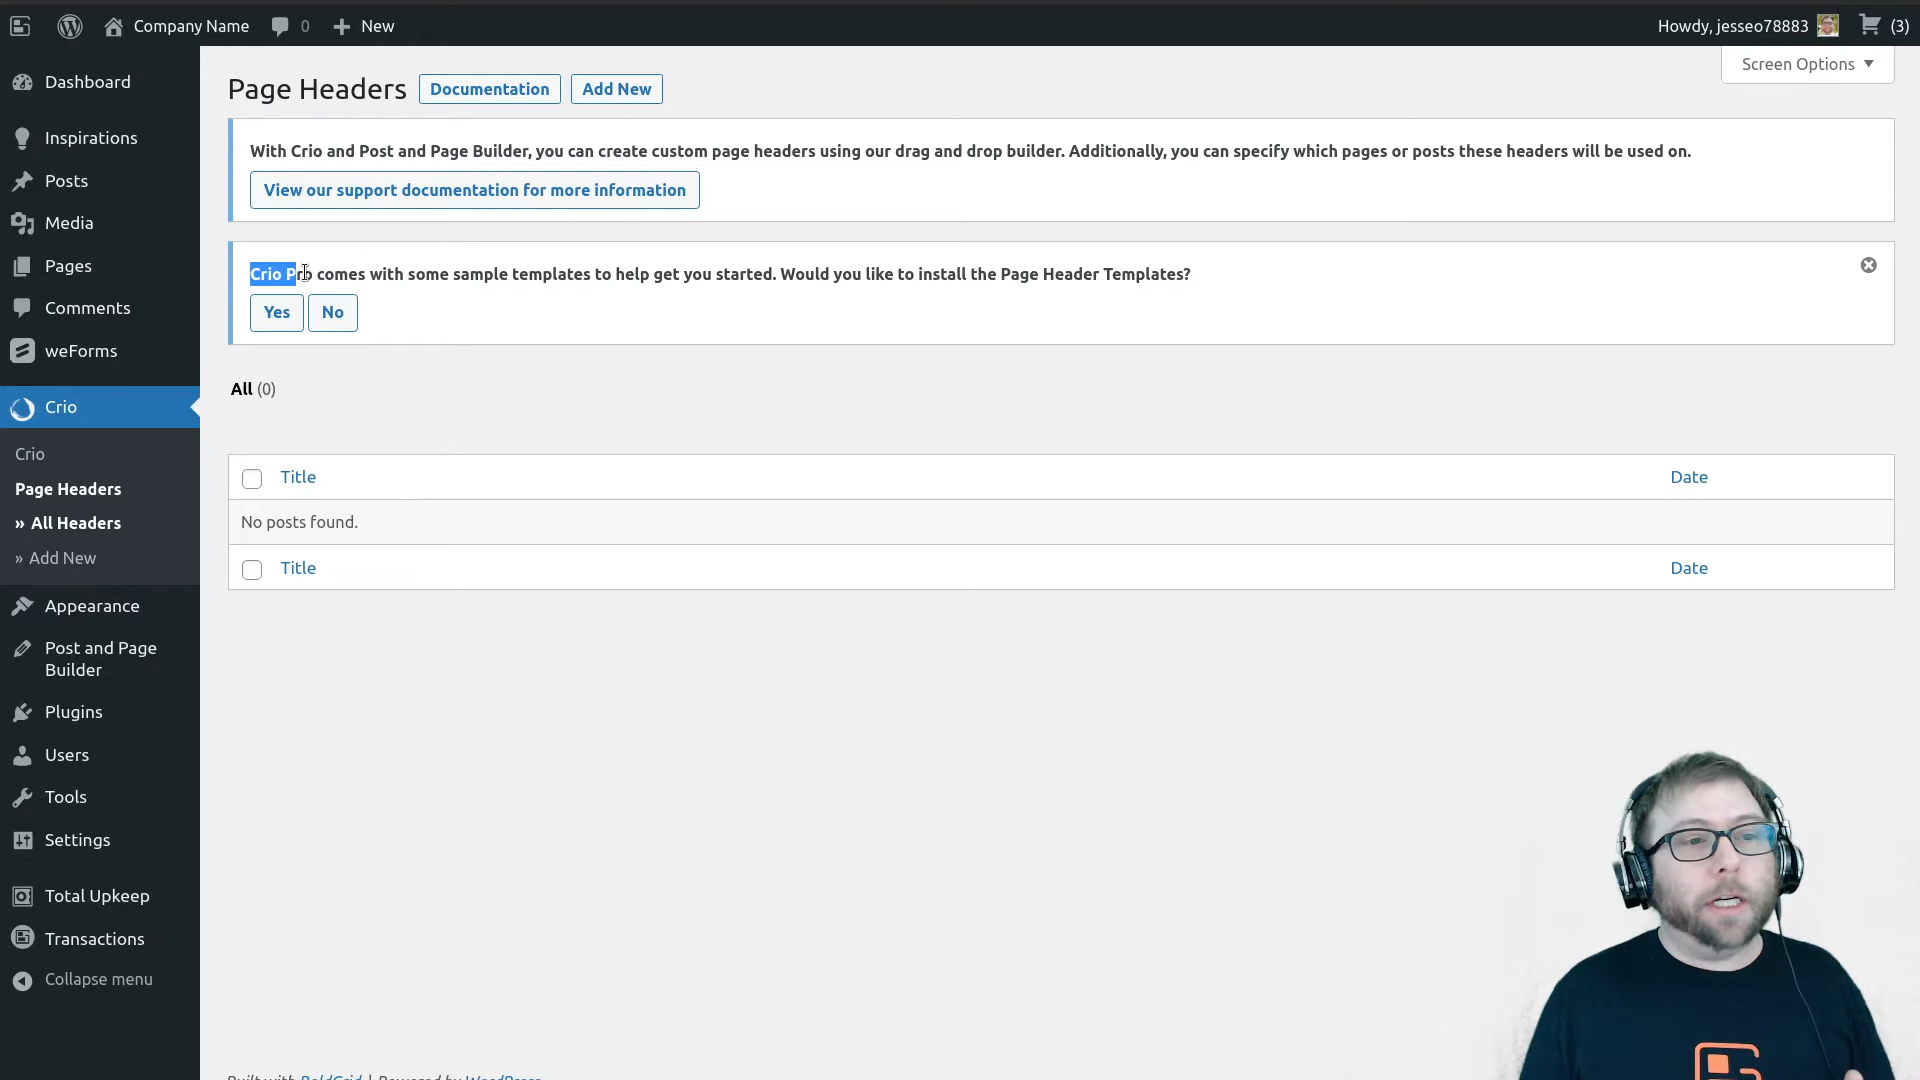 Company Name
0
New
Howdy, jesseo78883
(3)
Screen Options
Dashboard
Inspirations
Posts
Media
Pages
Comments
weForms
Crio
Crio
Page Headers
» All Headers
» Add New
Appearance
Post and Page
Builder
Plugins
Users
Tools
Settings
Total Upkeep
Transactions
Collapse menu
Page Headers
Documentation
Add New
With Crio and Post and Page Builder, you can create custom page headers using our drag and drop builder. Additionally, you can specify which pages or posts these headers will be used on.
View our support documentation for more information
Crio Pro comes with some sample templates to help get you started. Would you like to install the Page Header Templates?
Yes
No
All (0)
Title
Date
No posts found.
Title
Date
Built with BoldGrid | Powered by WordPress